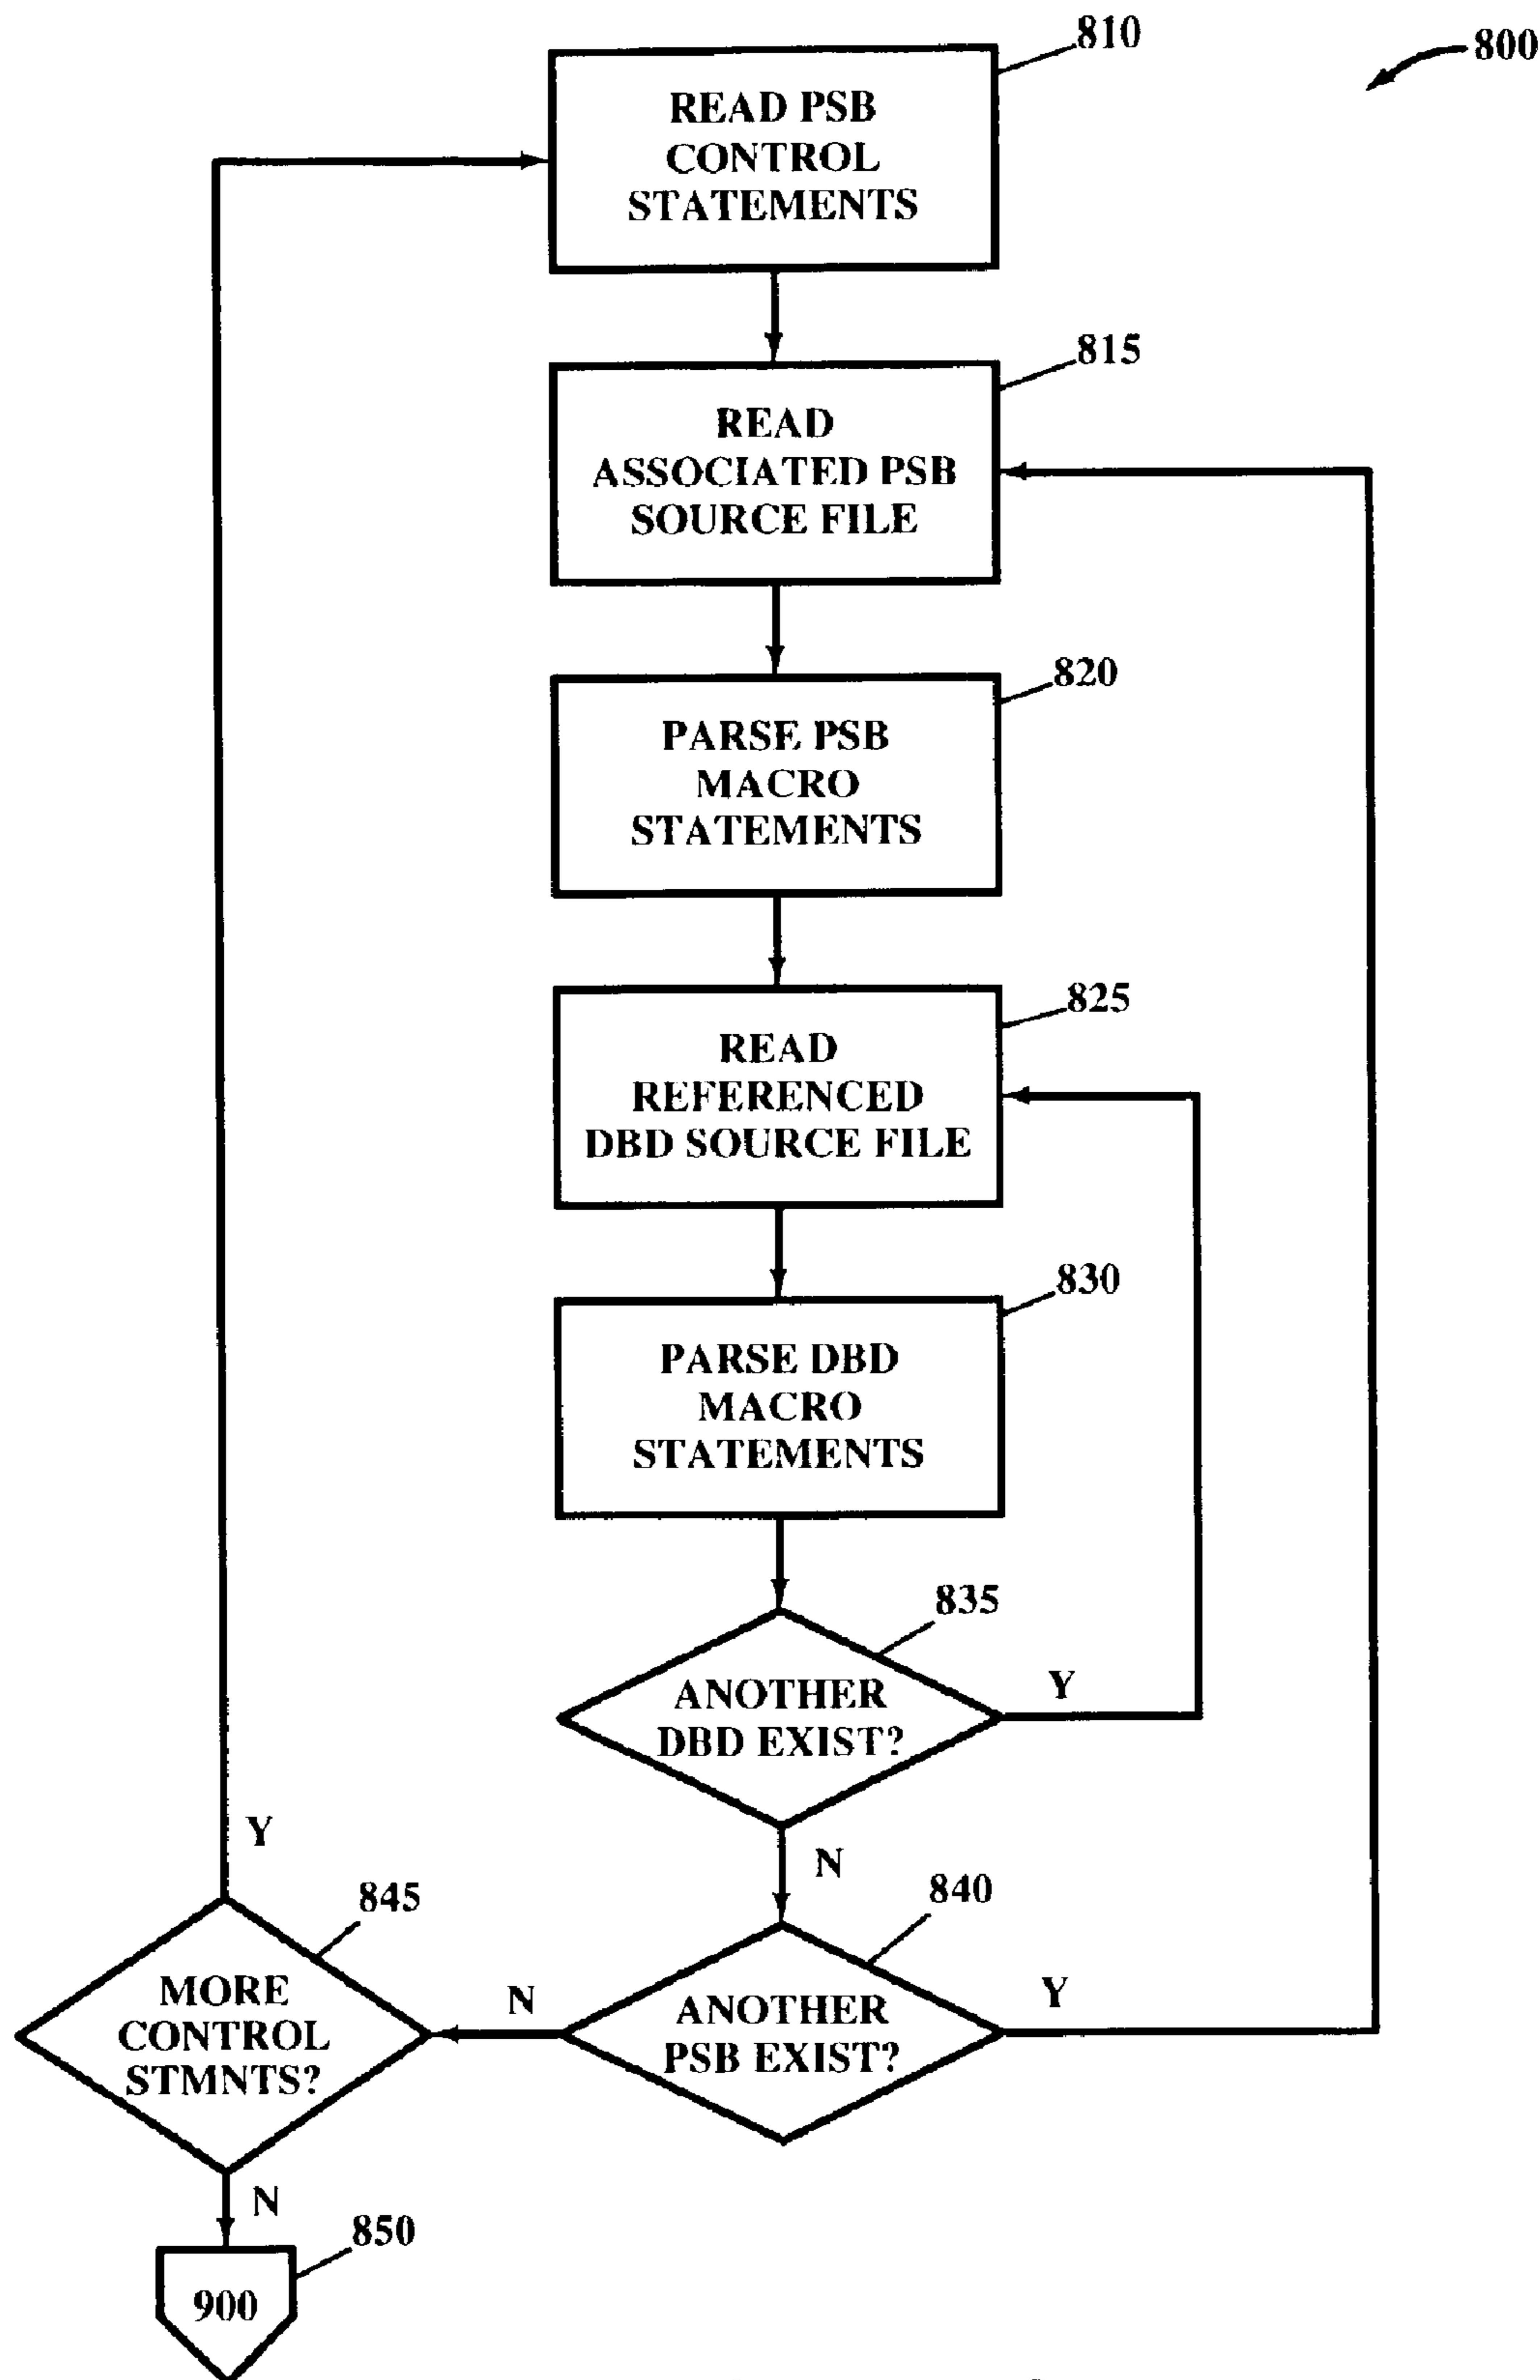 810
800
READ PSB
CONTROL
STATEMENTS
815
READ
ASSOCIATED PSB
SOURCE FILE
820
PARSE PSB
MACRO
STATEMENTS
825
READ
REFERENCED
DBD SOURCE FILE
830
PARSE DBD
MACRO
STATEMENTS
835
ANOTHER
DBD EXIST?
Y
N
Y
845
840
MORE
CONTROL
STMNTS?
N
ANOTHER
PSB EXIST?
Y
N
850
900